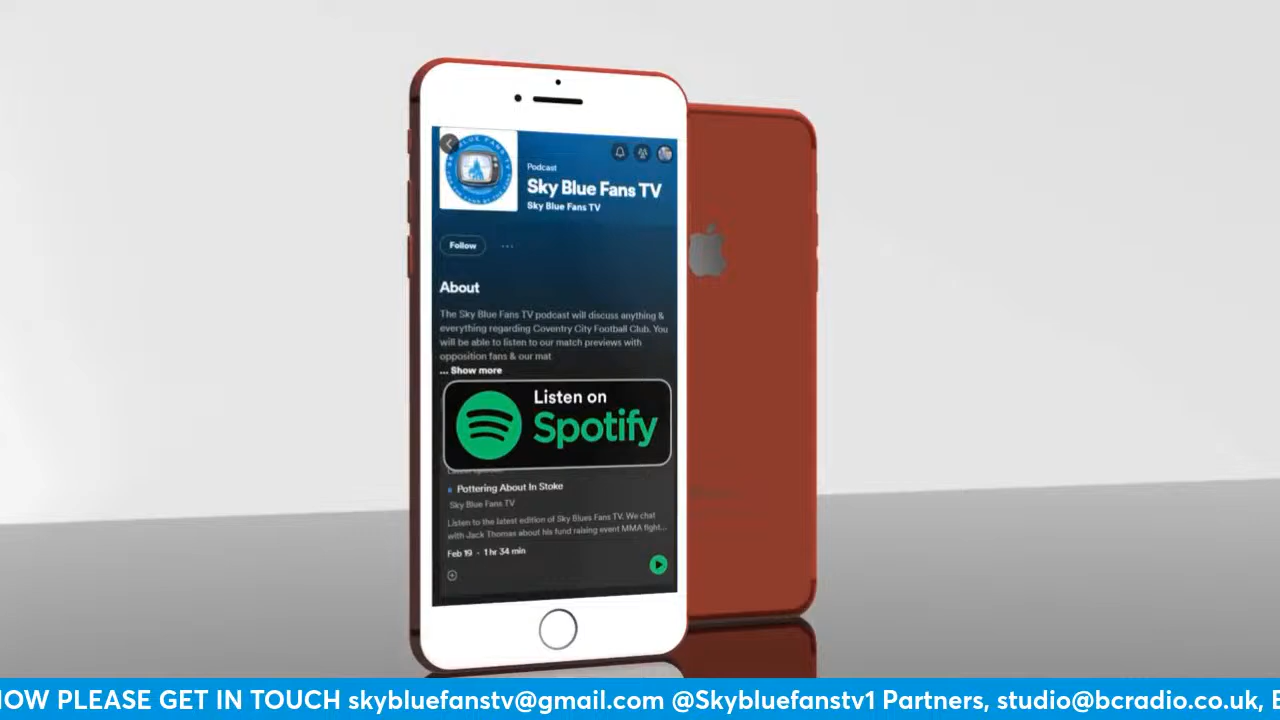 SKY BLUE FANS TV
Podcast
Sky Blue Fans TV
Sky Blue Fans TV
Follow
About
The Sky Blue Fans TV podcast will discuss anything &
everything regarding Coventry City Football Club. You
will be able to listen to our match previews with
opposition fans & our mat
... Show more
Listen on
Spotify
Pottering About In Stoke
Sky Blue Fans TV
Listen to the latest edition of Sky Blues Fans TV. We chat
with Jack Thomas about his fund raising event MMA fight...
Feb 19 - 1 hr 34 min
NOW PLEASE GET IN TOUCH skybluefanstv@gmail.com @Skybluefanstv1 Partners, studio@bcradio.co.uk, E